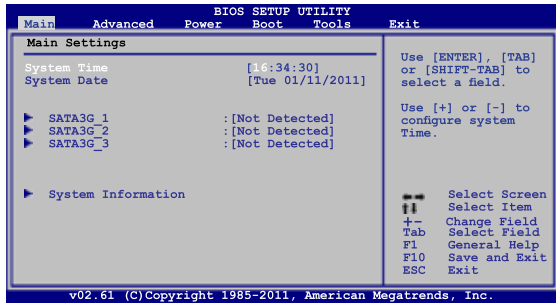 BIOS SETUP UTILITY
Main Advanced Power Boot Tools Exit
Main Settings
System Time [16:34:30]
System Date [Tue 01/11/2011]
SATA3G_1 :[Not Detected]
SATA3G_2 :[Not Detected]
SATA3G_3 :[Not Detected]
System Information
Use [ENTER], [TAB]
or [SHIFT-TAB] to
select a field.
Use [+] or [-] to
configure system
Time.
Select Screen
Select Item
+- Change Field
Tab Select Field
F1 General Help
F10 Save and Exit
ESC Exit
v02.61 (C)Copyright 1985-2011, American Megatrends, Inc.